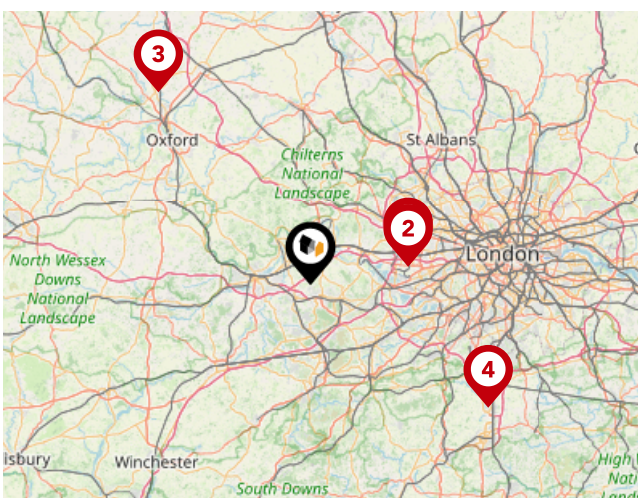 3
Oxford
St Albans
Chilterns
National
Landscape
2
London
North Wessex
Downs
National
Landscape
4
isbury
Winchester
High
Nati
Land
South Downs